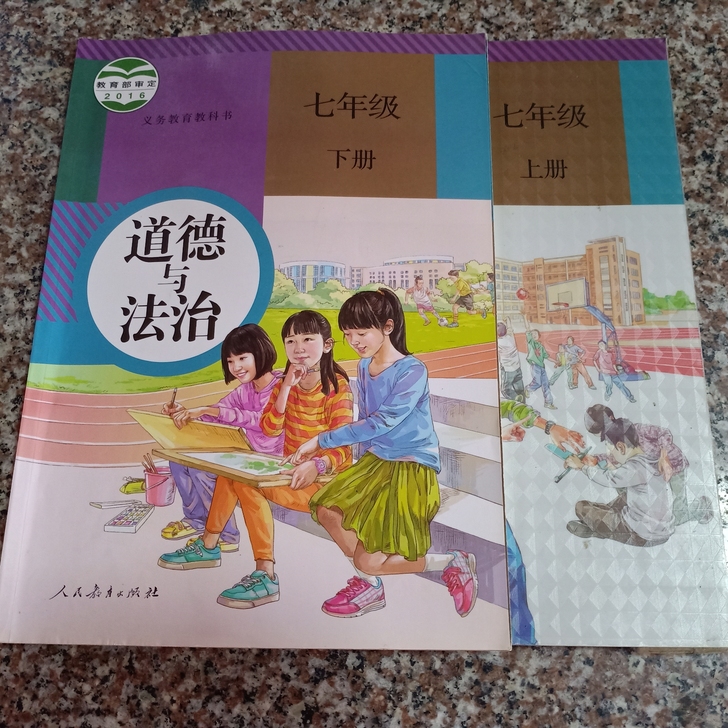 教育部审定
2016
义务教育教科书
七年级
下册
道德
与
法治
人民教育出版社
七年级
上册